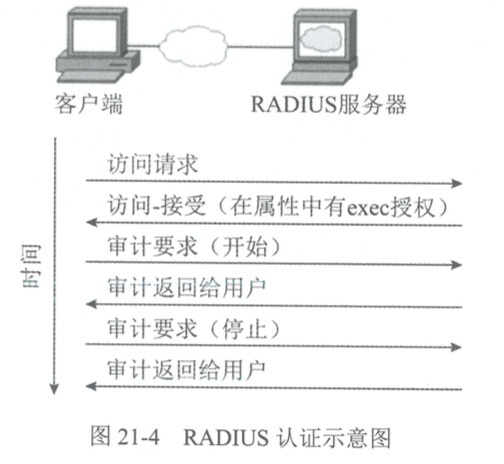 客户端
RADIUS服务器
时间
访问请求
访问-接受（在属性中有exec授权）
审计要求（开始）
审计返回给用户
审计要求（停止）
审计返回给用户
图 21-4 RADIUS 认证示意图